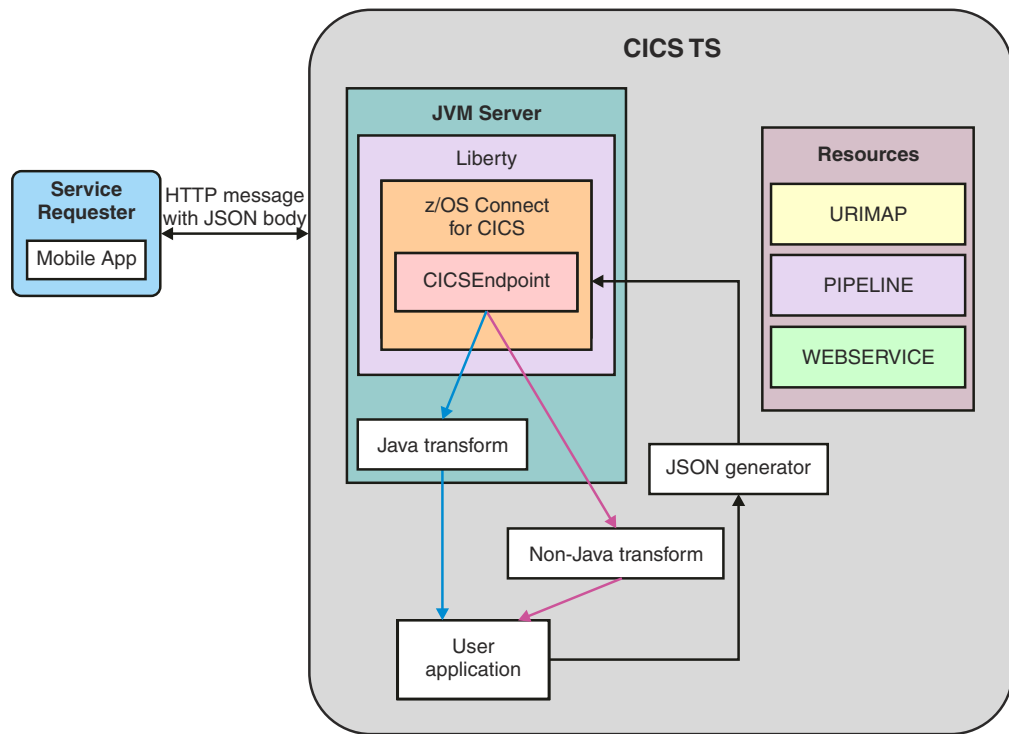 CICS TS
JVM Server
Liberty
z/OS Connect
for CICS
CICSEndpoint
Service
Requester
Mobile App
HTTP message
with JSON body
Resources
URIMAP
PIPELINE
WEBSERVICE
Java transform
JSON generator
Non-Java transform
User
application